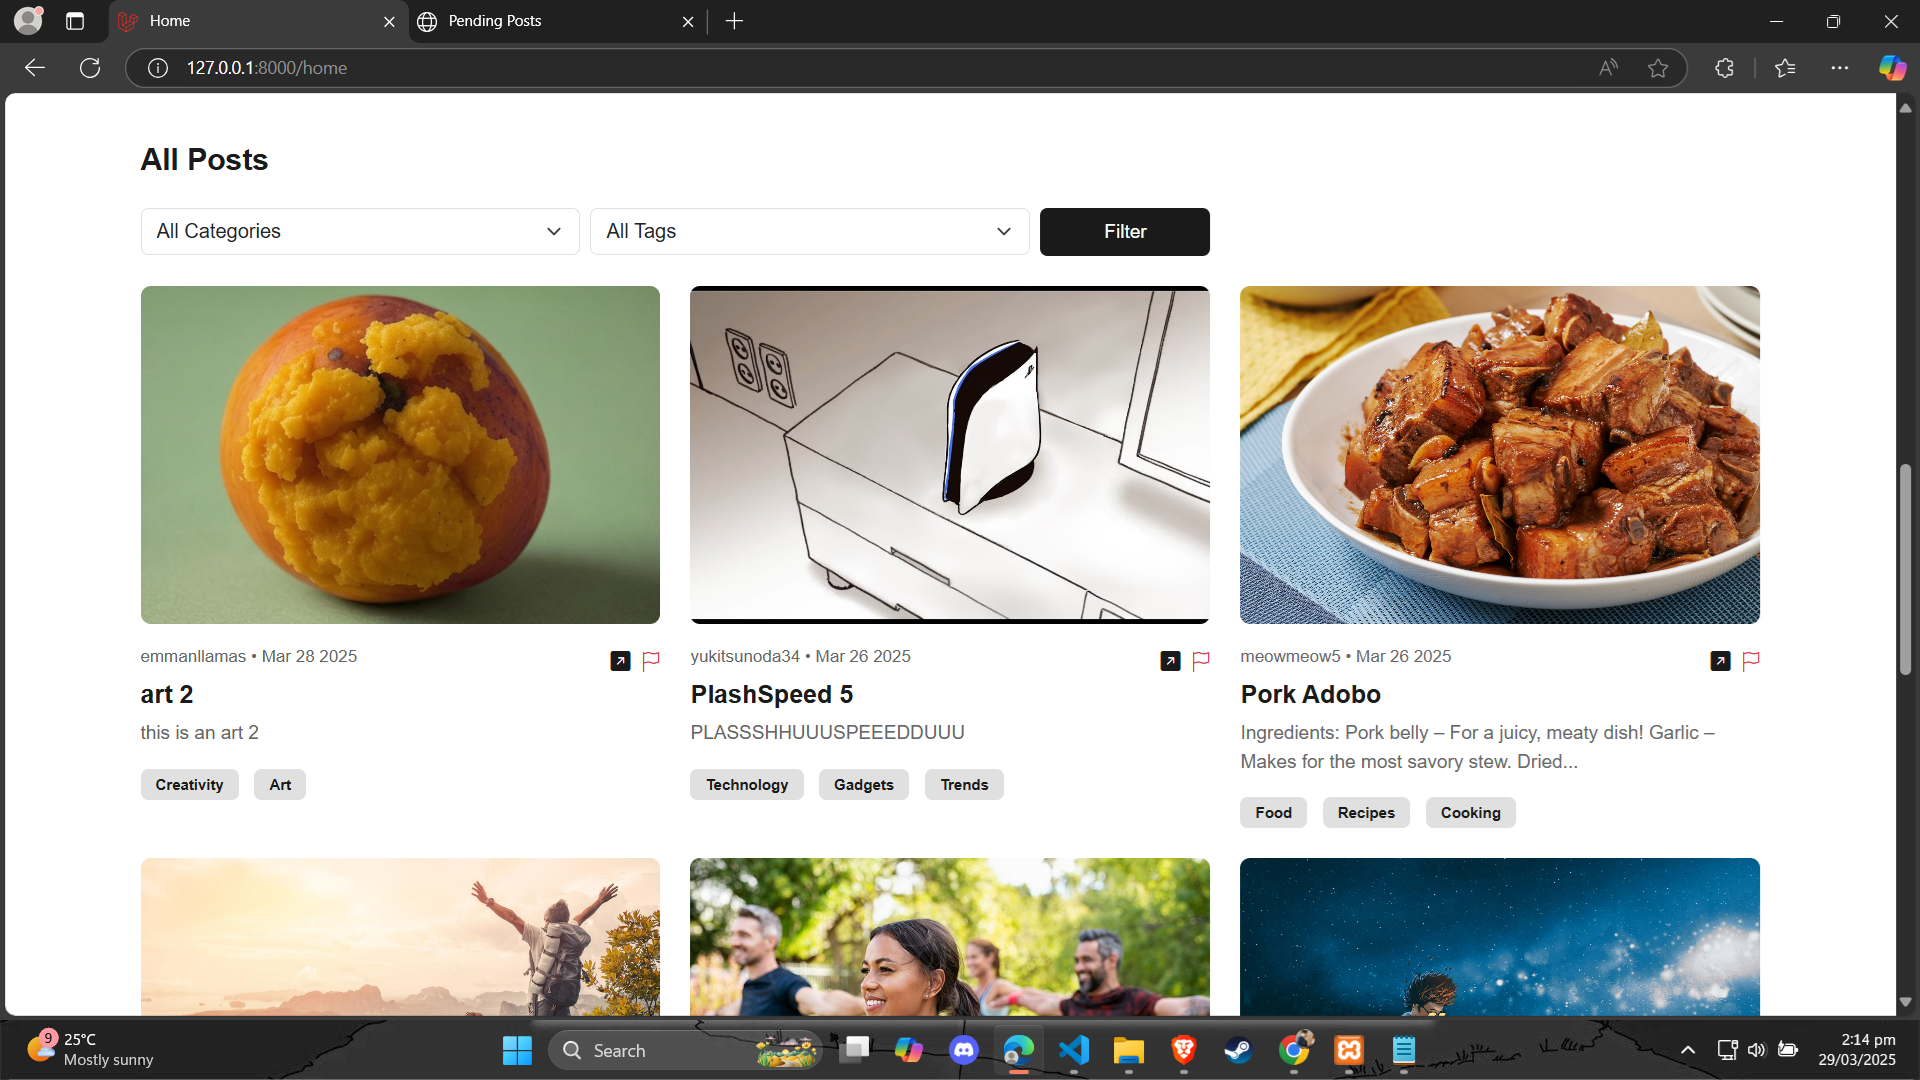 Home
Pending Posts
127.0.0.1:8000/home
All Posts
All Categories
All Tags
Filter
emmanllamas • Mar 28 2025
art 2
this is an art 2
Creativity
Art
yukitsunoda34 • Mar 26 2025
PlashSpeed 5
PLASSSHHUUUSPEEEDDUUU
Technology
Gadgets
Trends
meowmeow5 • Mar 26 2025
Pork Adobo
Ingredients: Pork belly – For a juicy, meaty dish! Garlic –
Makes for the most savory stew. Dried...
Food
Recipes
Cooking
9
25°C
Mostly sunny
Search
2:14 pm
29/03/2025